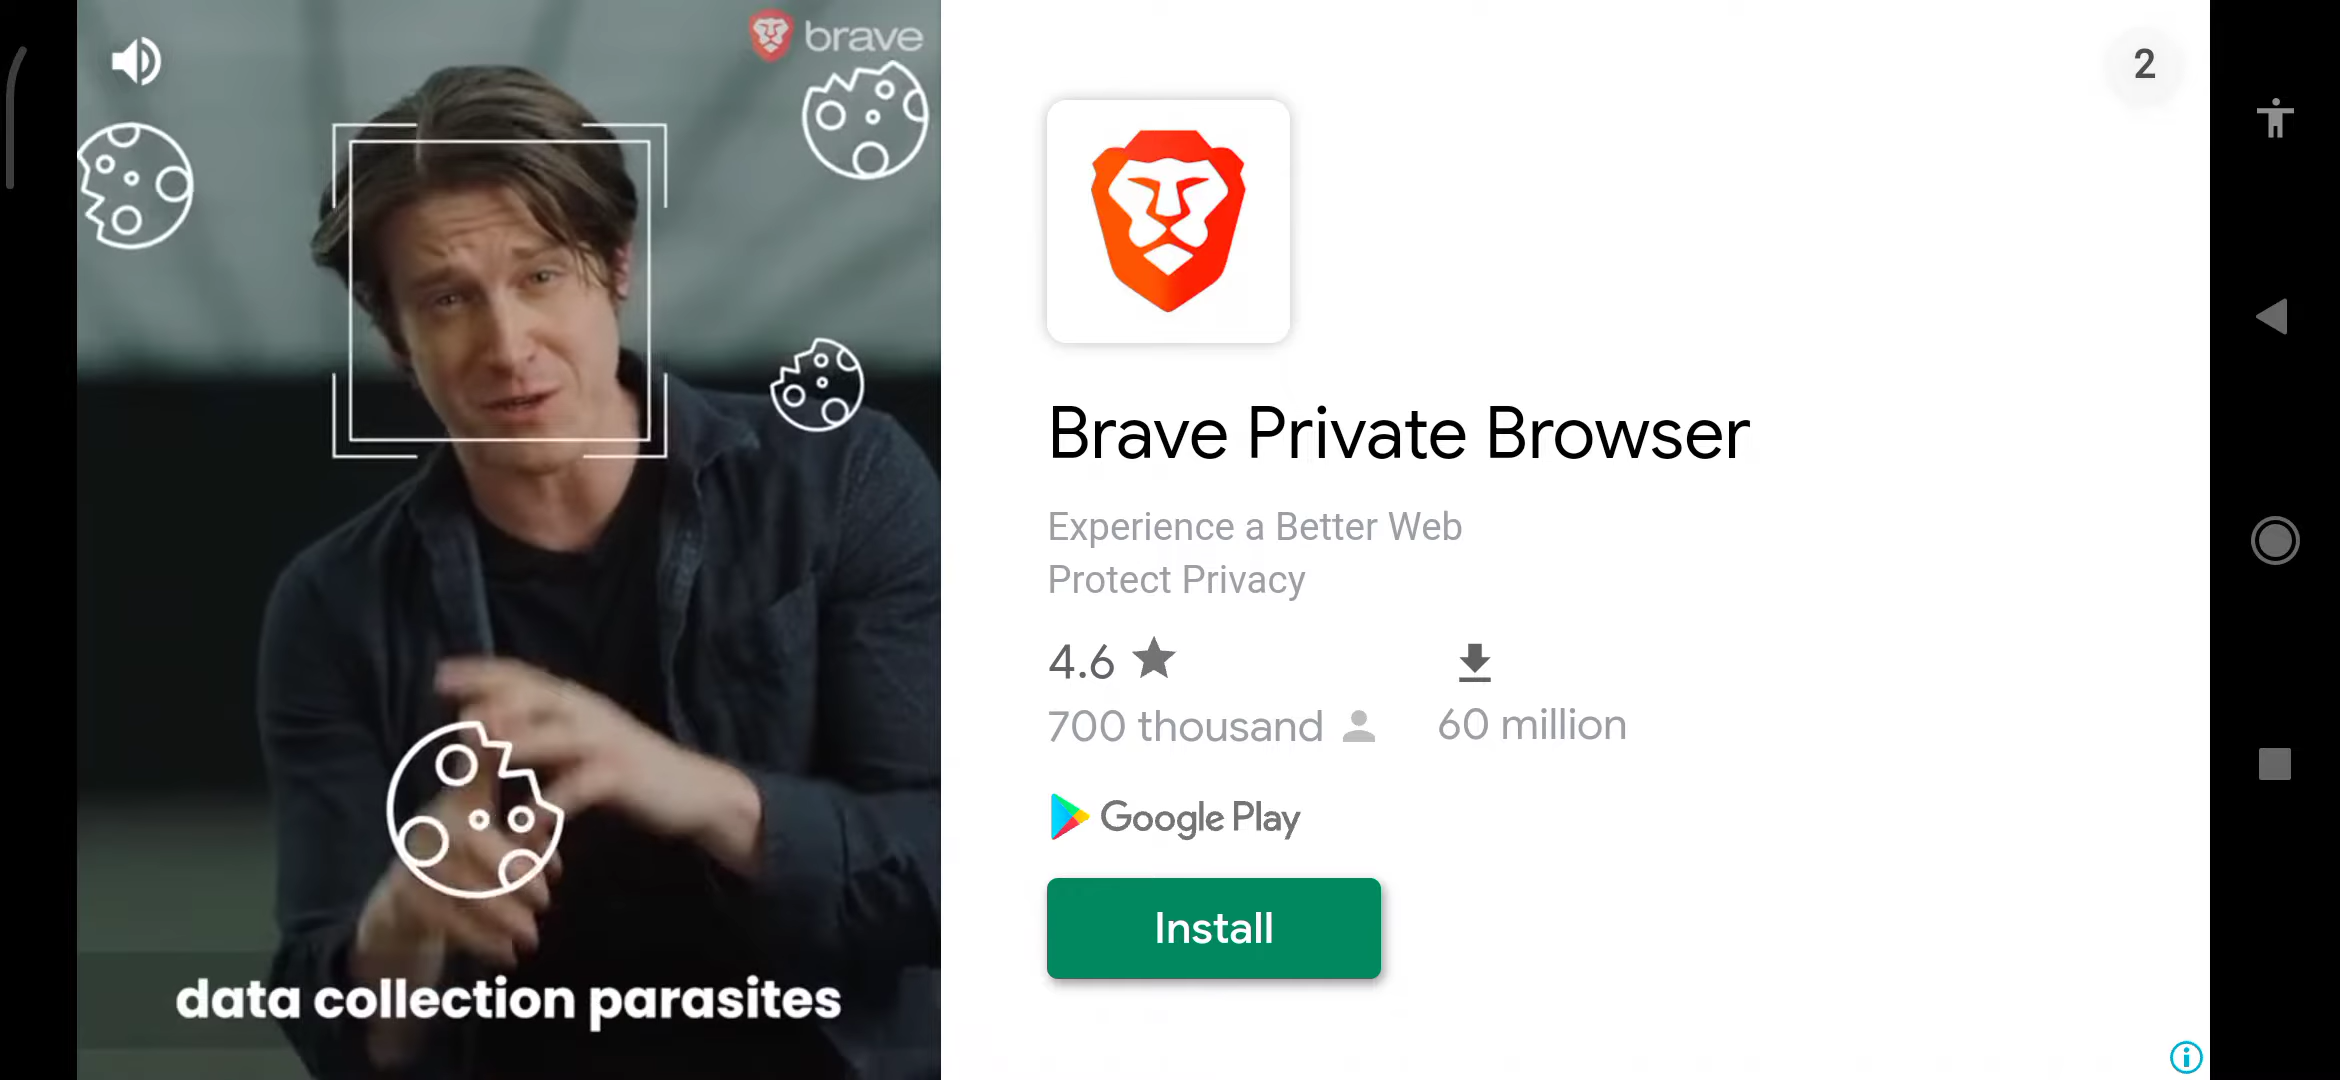 brave
data collection parasites
2
Brave Private Browser
Experience a Better Web
Protect Privacy
4.6
700 thousand
60 million
Google Play
Install